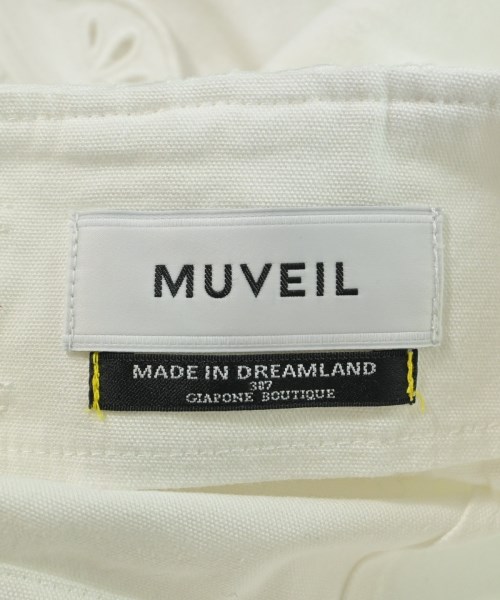 MUVEIL
MADE IN DREAMLAND
387
GIAPONE BOUTIQUE